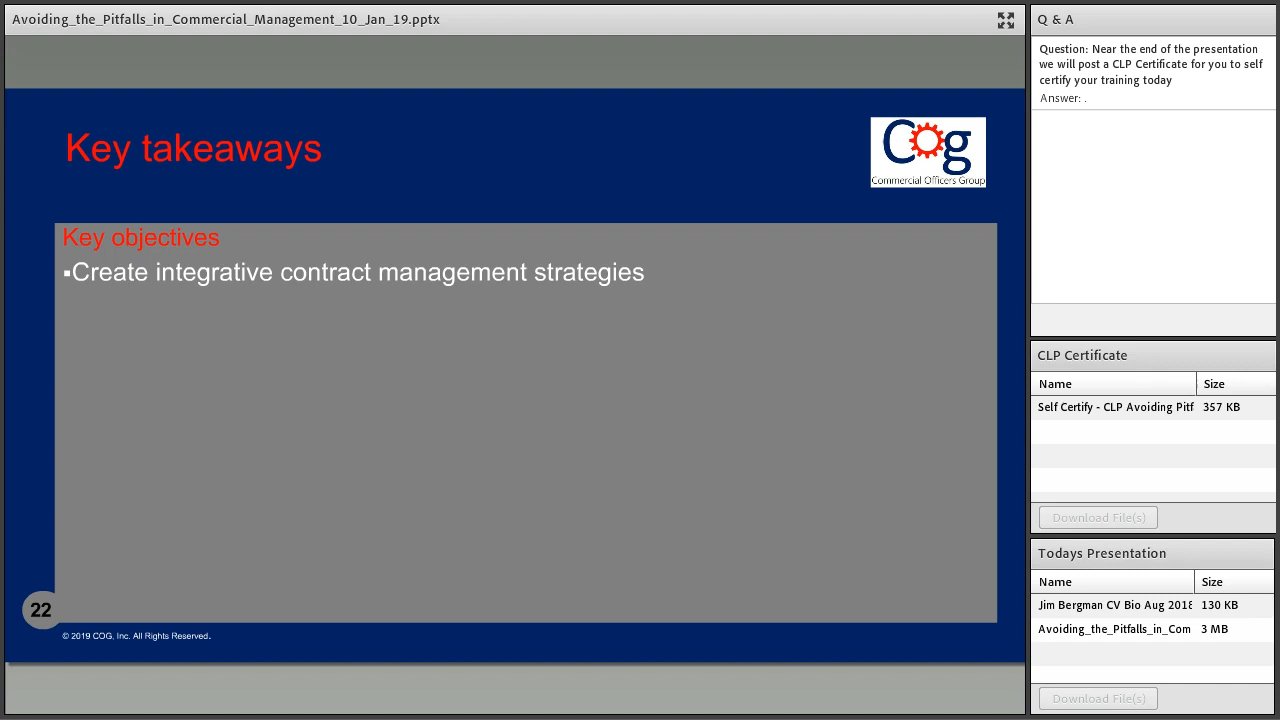 Avoiding_the_Pitfalls_in_Commercial_Management_10_Jan_19.pptx
Key takeaways
Cog
Commercial Officers Group
Key objectives
▪Create integrative contract management strategies
22
© 2019 COG, Inc. All Rights Reserved.
Q & A
Question: Near the end of the presentation
we will post a CLP Certificate for you to self
certify your training today
Answer: .
CLP Certificate
Name Size
Self Certify - CLP Avoiding Pitf 357 KB
Download File(s)
Todays Presentation
Name Size
Jim Bergman CV Bio Aug 2018 130 KB
Avoiding_the_Pitfalls_in_Com 3 MB
Download File(s)